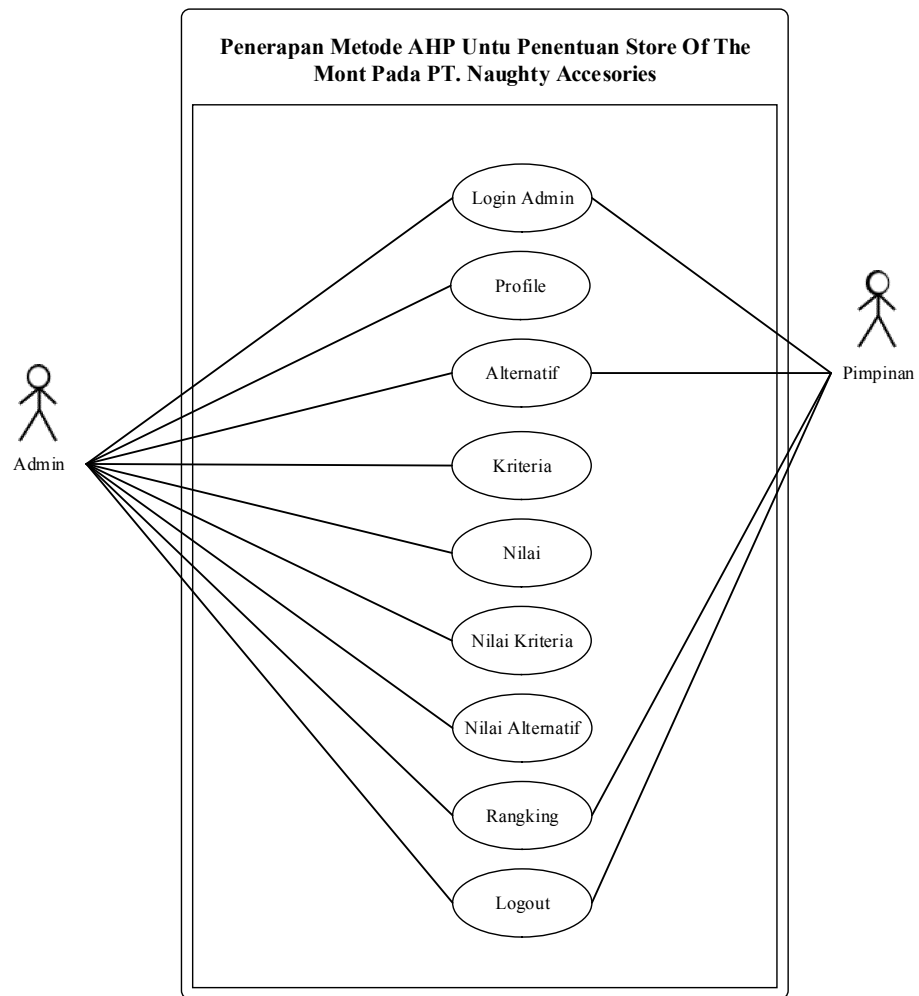 Penerapan Metode AHP Untu Penentuan Store Of The
Mont Pada PT. Naughty Accesories
Login Admin
Profile
Alternatif
Pimpinan
Admin
Kriteria
Nilai
Nilai Kriteria
Nilai Alternatif
Rangking
Logout